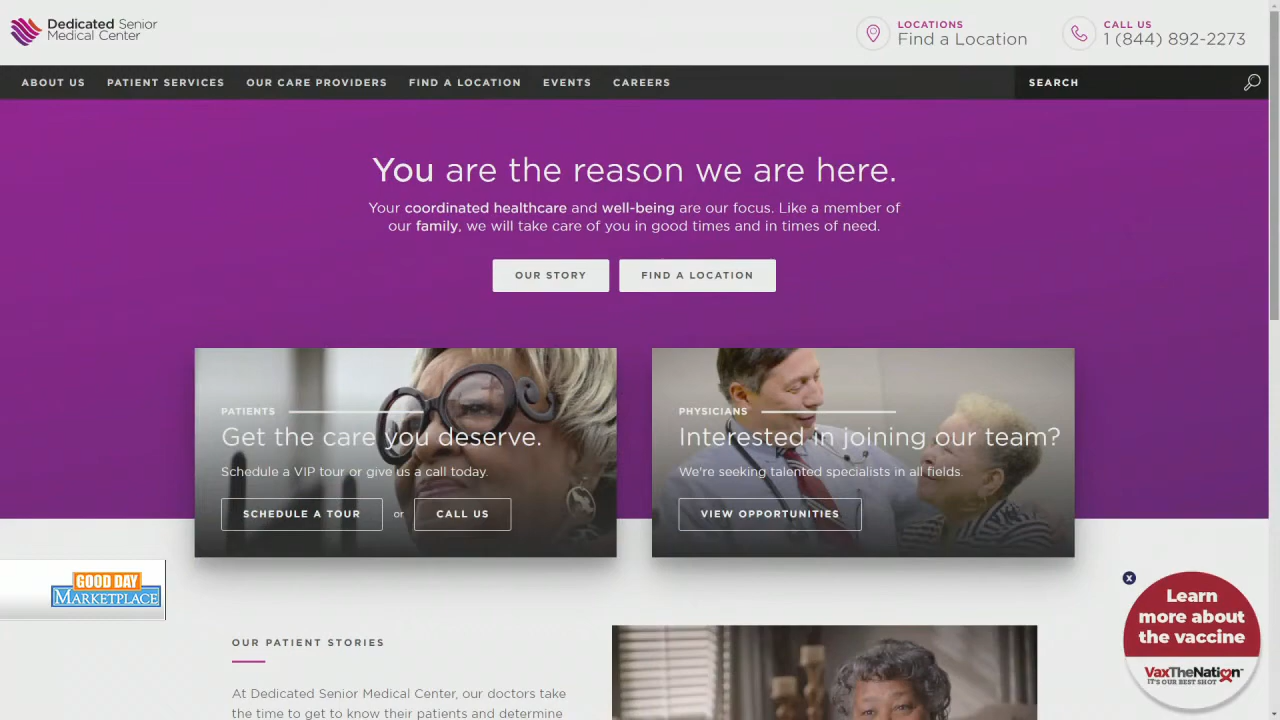 Dedicated Senior
Medical Center
LOCATIONS
Find a Location
CALL US
1 (844) 892-2273
ABOUT US PATIENT SERVICES OUR CARE PROVIDERS FIND A LOCATION EVENTS CAREERS SEARCH
You are the reason we are here.
Your coordinated healthcare and well-being are our focus. Like a member of
our family, we will take care of you in good times and in times of need.
OUR STORY FIND A LOCATION
PATIENTS
Get the care you deserve.
Schedule a VIP tour or give us a call today.
SCHEDULE A TOUR or CALL US
PHYSICIANS
Interested in joining our team?
We're seeking talented specialists in all fields.
VIEW OPPORTUNITIES
GOOD DAY
MARKETPLACE
X
Learn
more about
the vaccine
VaxTheNation
IT'S OUR BEST SHOT
OUR PATIENT STORIES
At Dedicated Senior Medical Center, our doctors take
the time to get to know their patients and determine